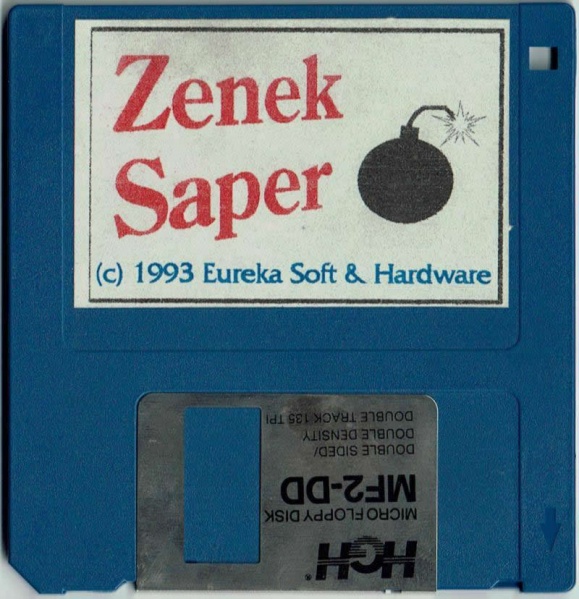 Zenek
Saper
(c) 1993 Eureka Soft & Hardware
HGH®
MICRO FLOPPY DISK
MF2-DD
DOUBLE SIDED/
DOUBLE DENSITY
DOUBLE TRACK 135 TPI